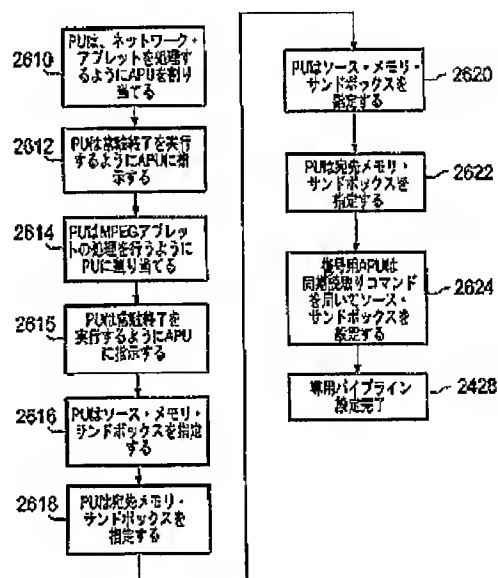 2610
PUは、ネットワーク・
アプレットを処理す
るようにAPUを割り
当てる
2612
PUは常駐終了を実行
するようにAPUに指
示する
2614
PUはMPEGアプレッ
トの処理を行うように
PUに割り当てる
2615
PUは常駐終了を
実行するようにAPU
に指示する
2616
PUはソース・メモリ・
サンドボックスを指定
する
2618
PUは宛先メモリ・
サンドボックスを
指定する
PUはソース・メモリ・
サンドボックスを
指定する
2620
PUは宛先メモリ・
サンドボックスを
指定する
2622
復号用APUは
同期読取りコマンド
を用いてソース・
サンドボックスを
設定する
2624
専用パイプライン
設定完了
2428